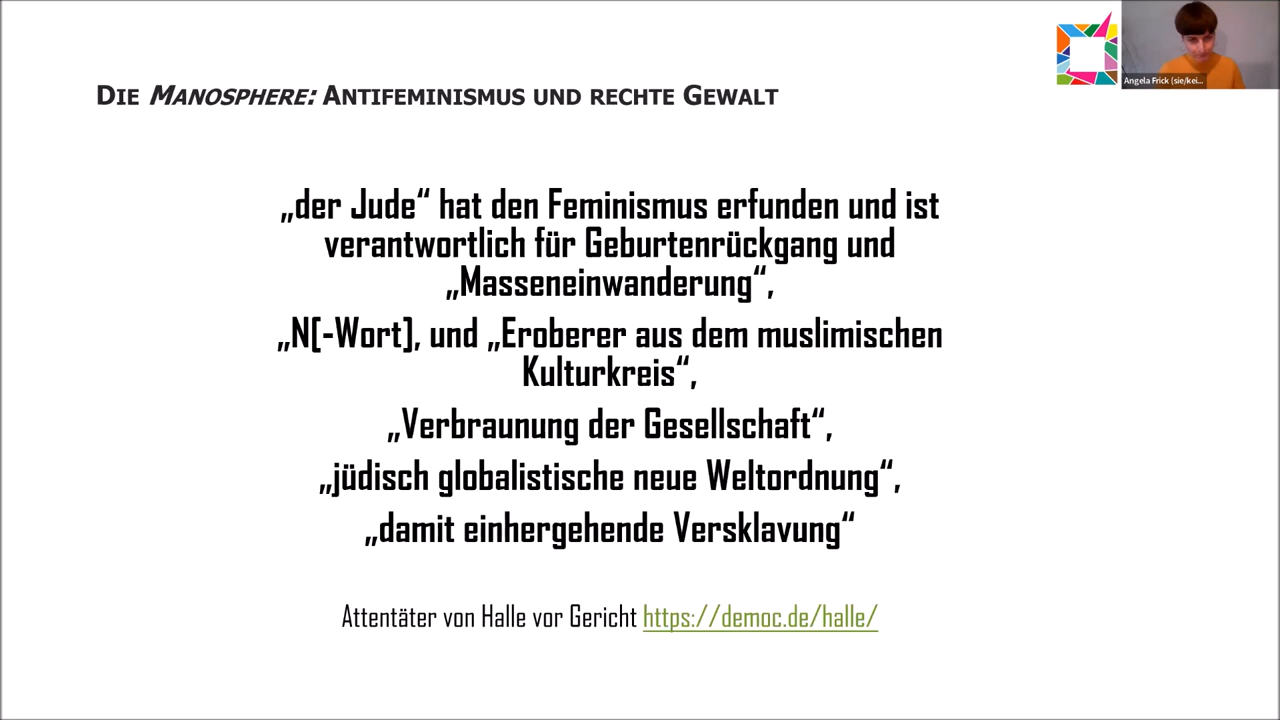 DIE MANOSPHERE: ANTIFEMINISMUS UND RECHTE GEWALT
Angela Frick (sie/kei...
„der Jude“ hat den Feminismus erfunden und ist
verantwortlich für Geburtenrückgang und
„Masseneinwanderung“,
„N[-Wort], und „Eroberer aus dem muslimischen
Kulturkreis“,
„Verbraunung der Gesellschaft“,
„jüdisch globalistische neue Weltordnung“,
„damit einhergehende Versklavung“
Attentäter von Halle vor Gericht https://democ.de/halle/